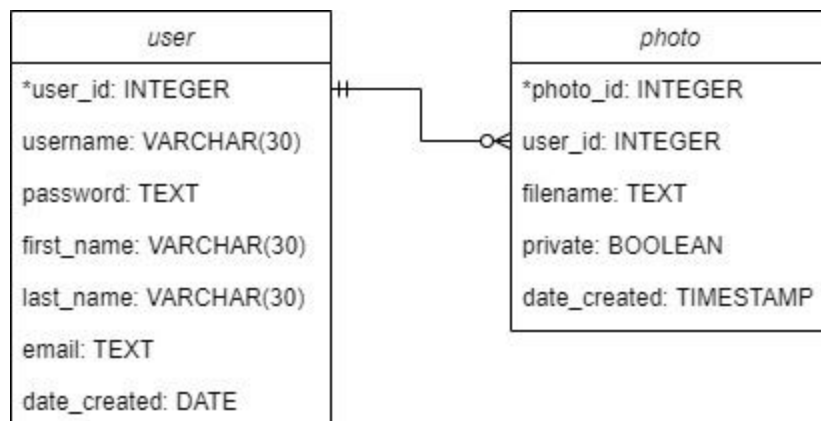 user
*user_id: INTEGER
username: VARCHAR(30)
password: TEXT
first_name: VARCHAR(30)
last_name: VARCHAR(30)
email: TEXT
date_created: DATE
photo
*photo_id: INTEGER
user_id: INTEGER
filename: TEXT
private: BOOLEAN
date_created: TIMESTAMP